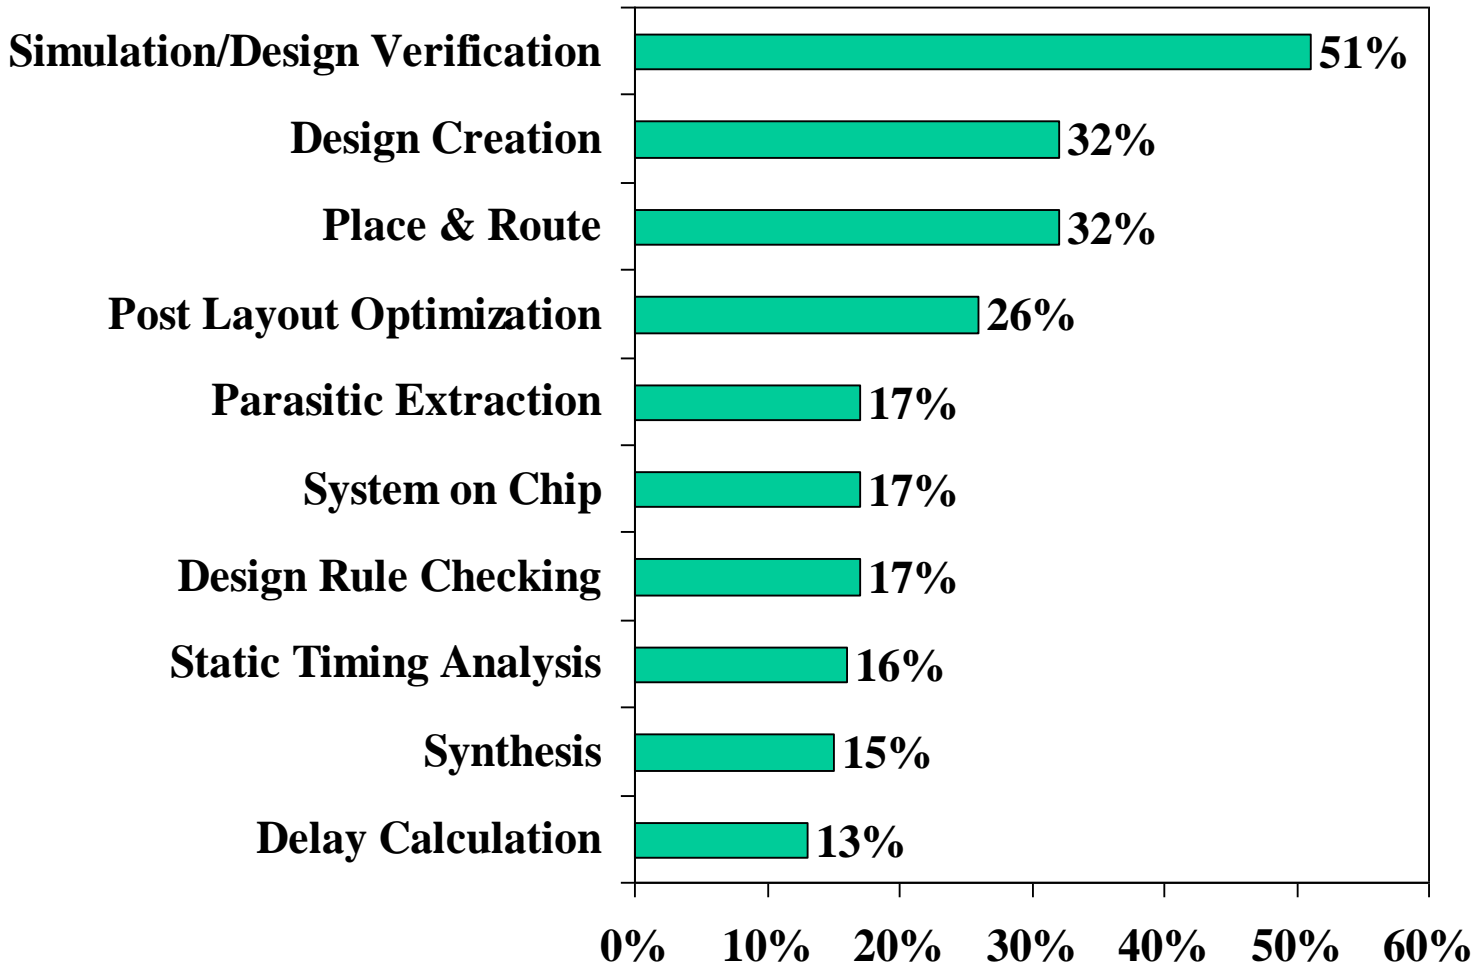 Simulation/Design Verification 51%
Design Creation 32%
Place & Route 32%
Post Layout Optimization 26%
Parasitic Extraction 17%
System on Chip 17%
Design Rule Checking 17%
Static Timing Analysis 16%
Synthesis 15%
Delay Calculation 13%
0% 10% 20% 30% 40% 50% 60%